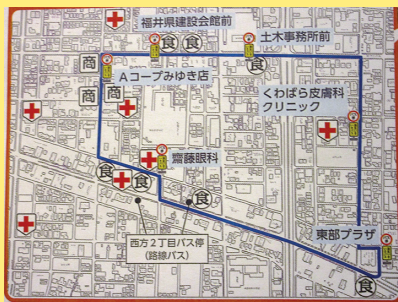 福井県建設会館前
土木事務所前
食
食
食
商
Aコープみゆき店
商
商
くわばら皮膚科
クリニック
齋藤眼科
食
食
食
西方2丁目バス停
(路線バス)
東部プラザ
食